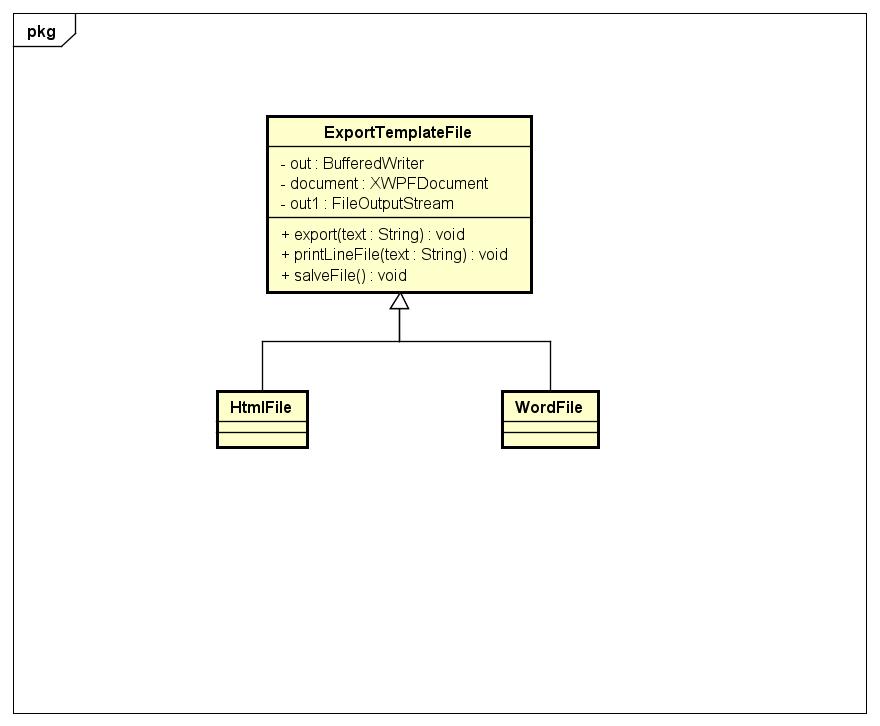 pkg
ExportTemplateFile
- out : BufferedWriter
- document : XWPFDocument
- out1 : FileOutputStream
+ export(text : String) : void
+ printLineFile(text : String) : void
+ salveFile() : void
HtmlFile
WordFile